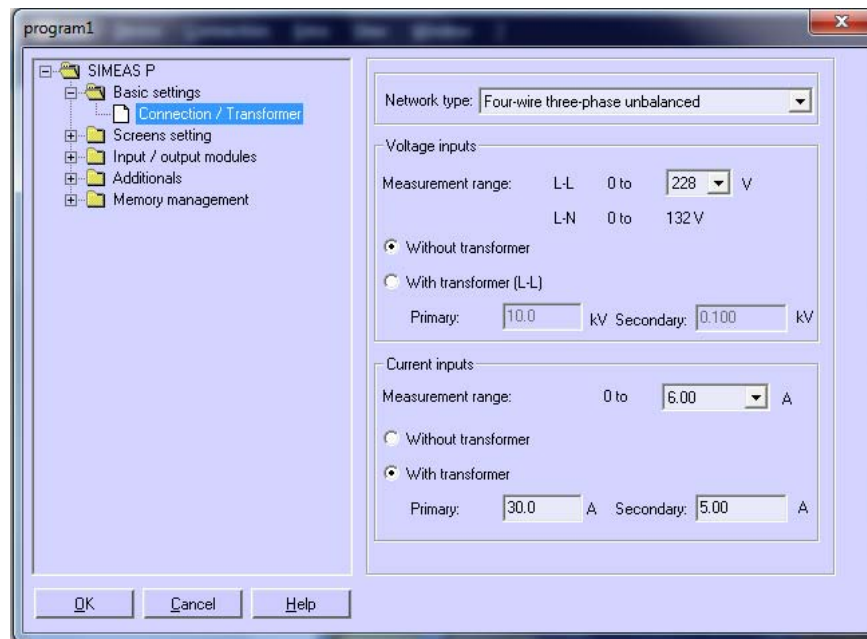 program1
SIMEAS P
Basic settings
Connection / Transformer
Screens setting
Input / output modules
Additionals
Memory management
Network type: Four-wire three-phase unbalanced
Voltage inputs
Measurement range: L-L 0 to 228 V
L-N 0 to 132 V
Without transformer
With transformer (L-L)
Primary: 10.0 kV Secondary: 0.100 kV
Current inputs
Measurement range: 0 to 6.00 A
Without transformer
With transformer
Primary: 30.0 A Secondary: 5.00 A
OK Cancel Help